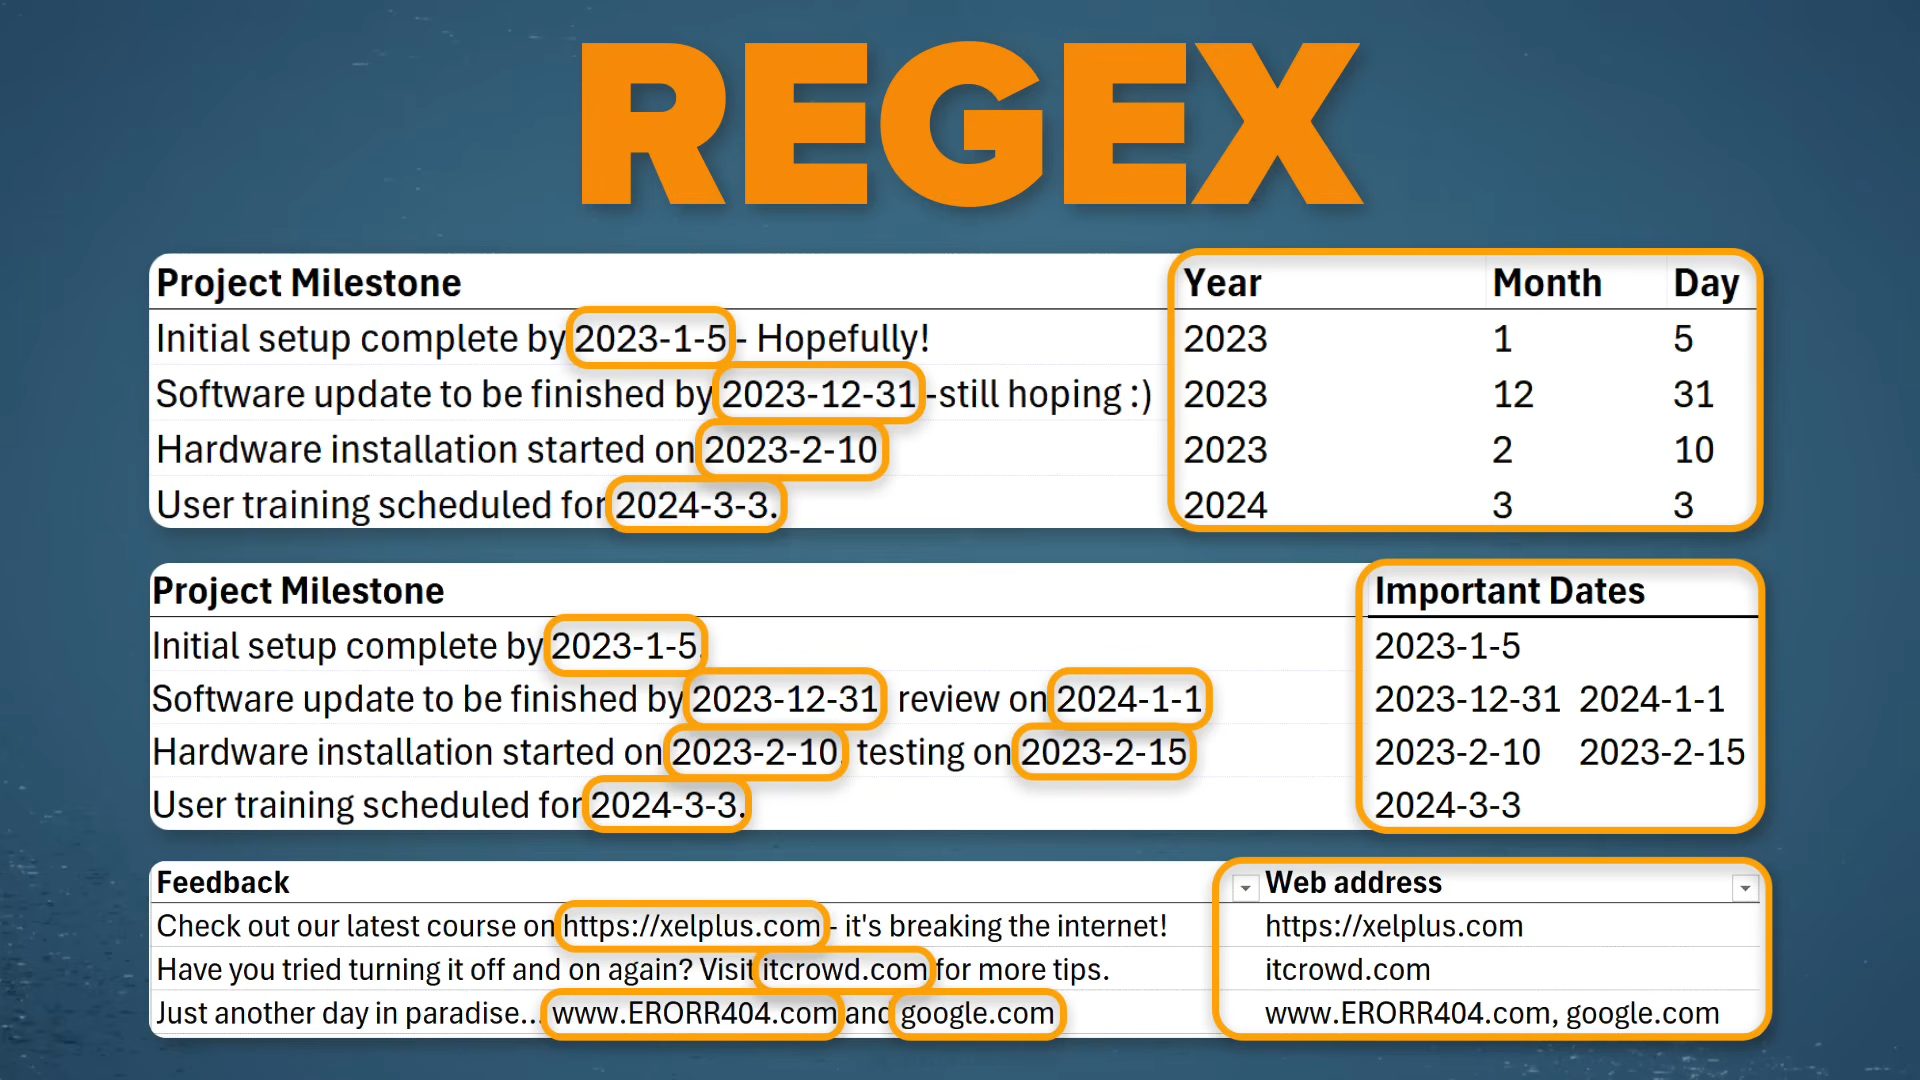 REGEX
Project Milestone Year Month Day
Initial setup complete by 2023-1-5 - Hopefully! 2023 1 5
Software update to be finished by 2023-12-31 -still hoping :) 2023 12 31
Hardware installation started on 2023-2-10 2023 2 10
User training scheduled for 2024-3-3. 2024 3 3
Project Milestone Important Dates
Initial setup complete by 2023-1-5. 2023-1-5
Software update to be finished by 2023-12-31 review on 2024-1-1 2023-12-31 2024-1-1
Hardware installation started on 2023-2-10, testing on 2023-2-15 2023-2-10 2023-2-15
User training scheduled for 2024-3-3. 2024-3-3
Feedback Web address
Check out our latest course on https://xelplus.com - it's breaking the internet! https://xelplus.com
Have you tried turning it off and on again? Visit itcrowd.com for more tips. itcrowd.com
Just another day in paradise... www.ERORR404.com and google.com www.ERORR404.com, google.com